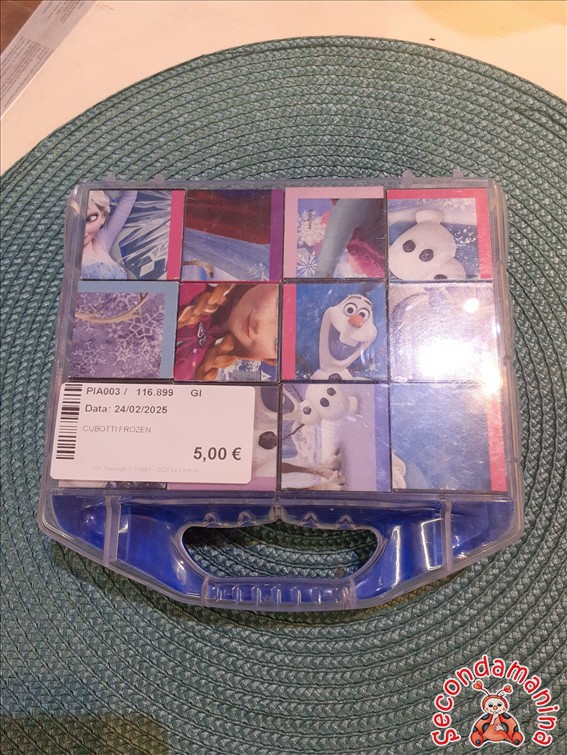 PIA003 / 116.899 GI
Data: 24/02/2025
CUBOTTI FROZEN
5,00 €
secondamanina